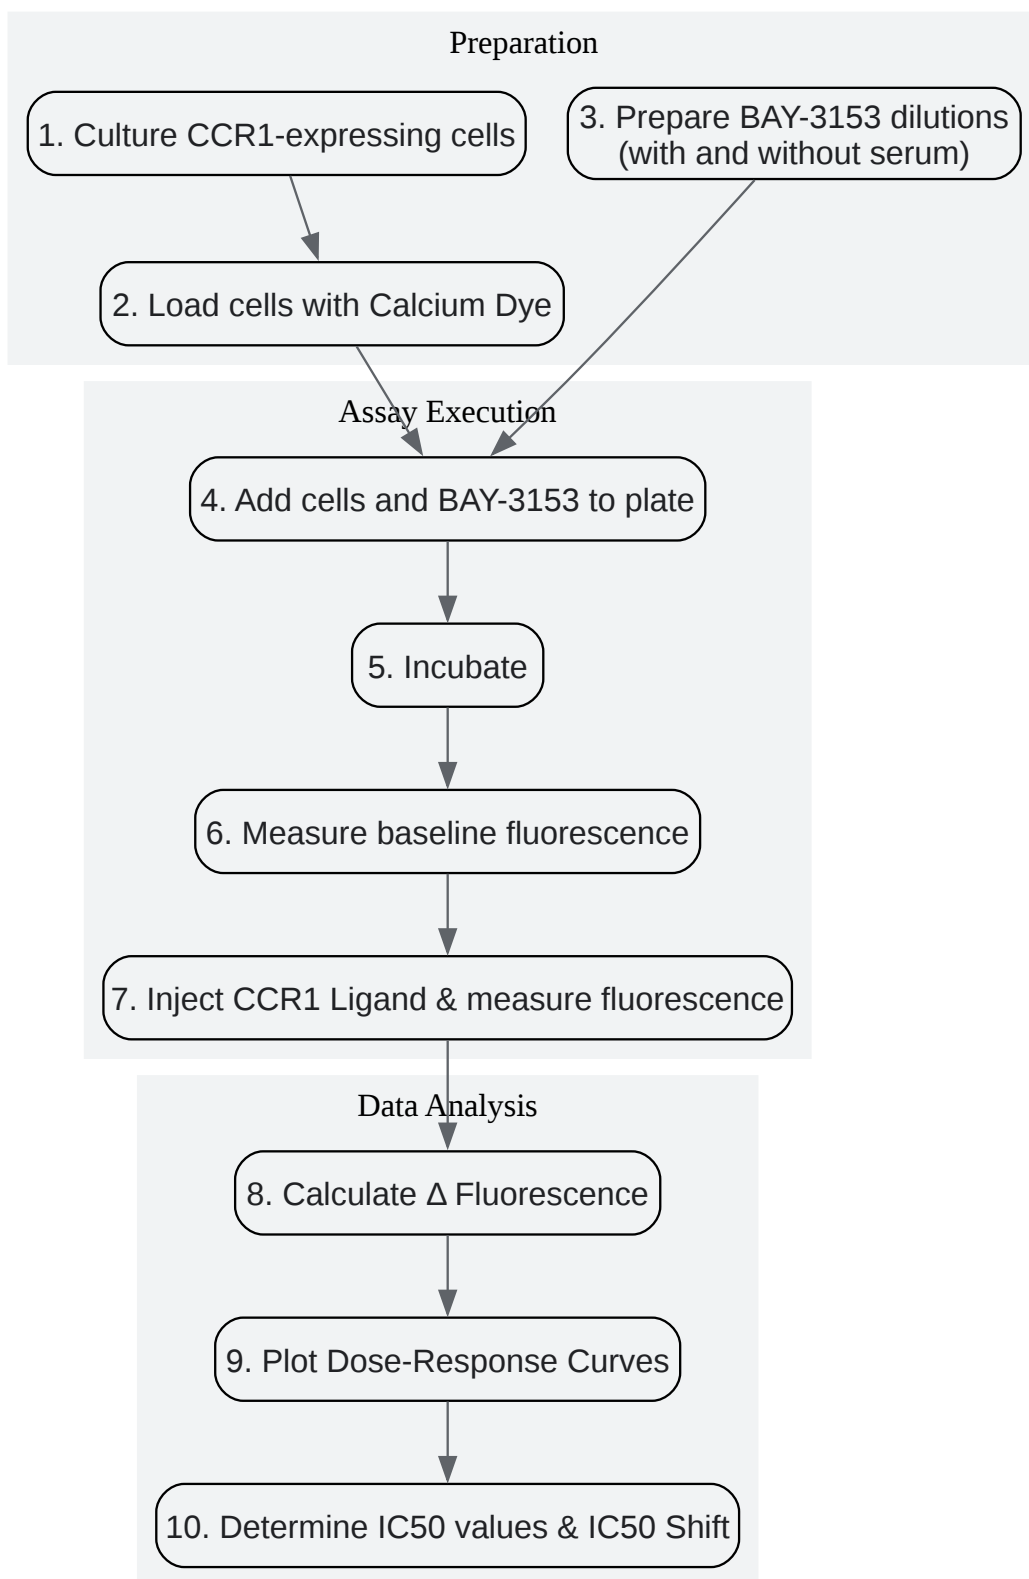 Preparation
1. Culture CCR1-expressing cells
3. Prepare BAY-3153 dilutions
(with and without serum)
2. Load cells with Calcium Dye
Assay Execution
4. Add cells and BAY-3153 to plate
5. Incubate
6. Measure baseline fluorescence
7. Inject CCR1 Ligand & measure fluorescence
Data Analysis
8. Calculate Δ Fluorescence
9. Plot Dose-Response Curves
10. Determine IC50 values & IC50 Shift